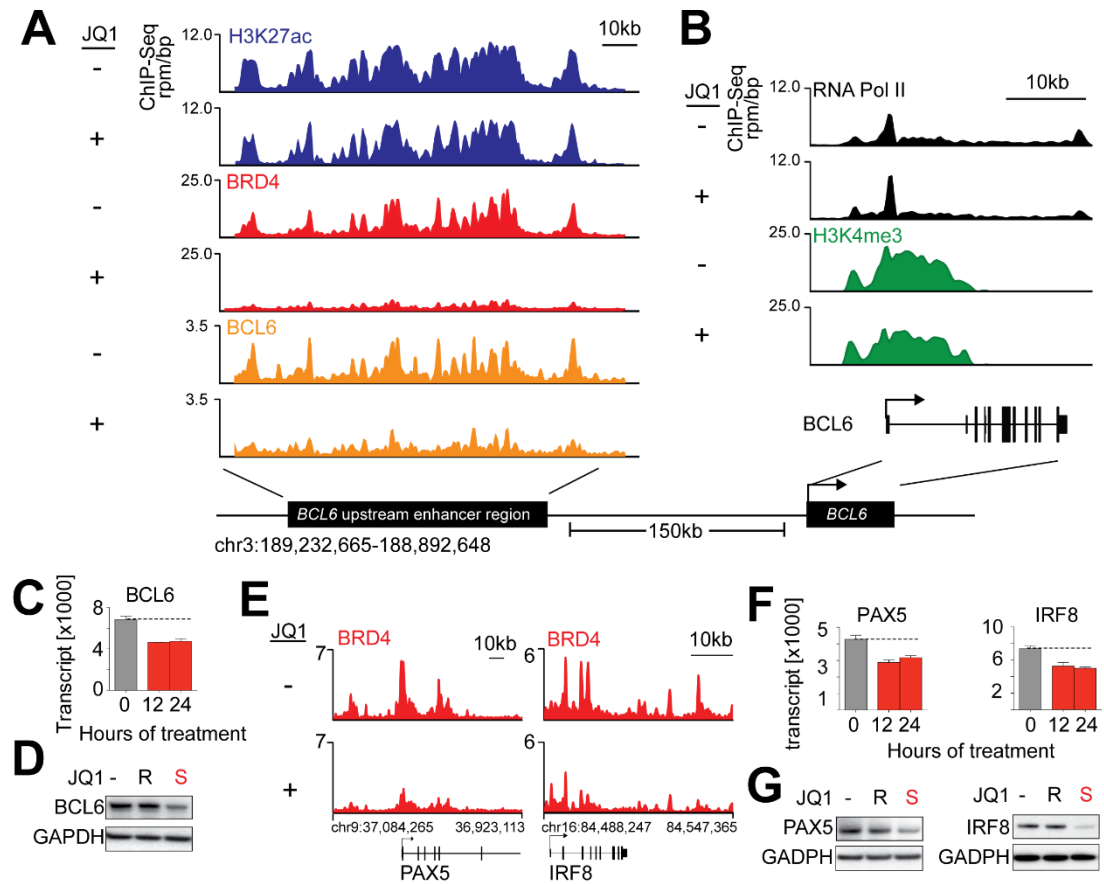 A
JQ1
ChIP-Seq
rpm/bp
10kb
12.0
H3K27ac
-
12.0
+
25.0
BRD4
-
25.0
+
3.5
BCL6
-
3.5
+
BCL6 upstream enhancer region
chr3:189,232,665-188,892,648
150kb
BCL6
B
JQ1
ChIP-Seq
rpm/bp
10kb
12.0
RNA Pol II
-
12.0
+
25.0
H3K4me3
-
25.0
+
BCL6
C
BCL6
Transcript [x1000]
8
4
0
0 12 24
Hours of treatment
D
JQ1 - R S
BCL6
GAPDH
E
JQ1
BRD4
10kb
BRD4
10kb
7
6
-
7
6
+
chr9:37,084,265 36,923,113
chr16:84,488,247 84,547,365
PAX5
IRF8
F
transcript [x1000]
PAX5
5
3
1
0 12 24
IRF8
10
6
2
0 12 24
Hours of treatment
G
JQ1 - R S
PAX5
GADPH
JQ1 - R S
IRF8
GADPH